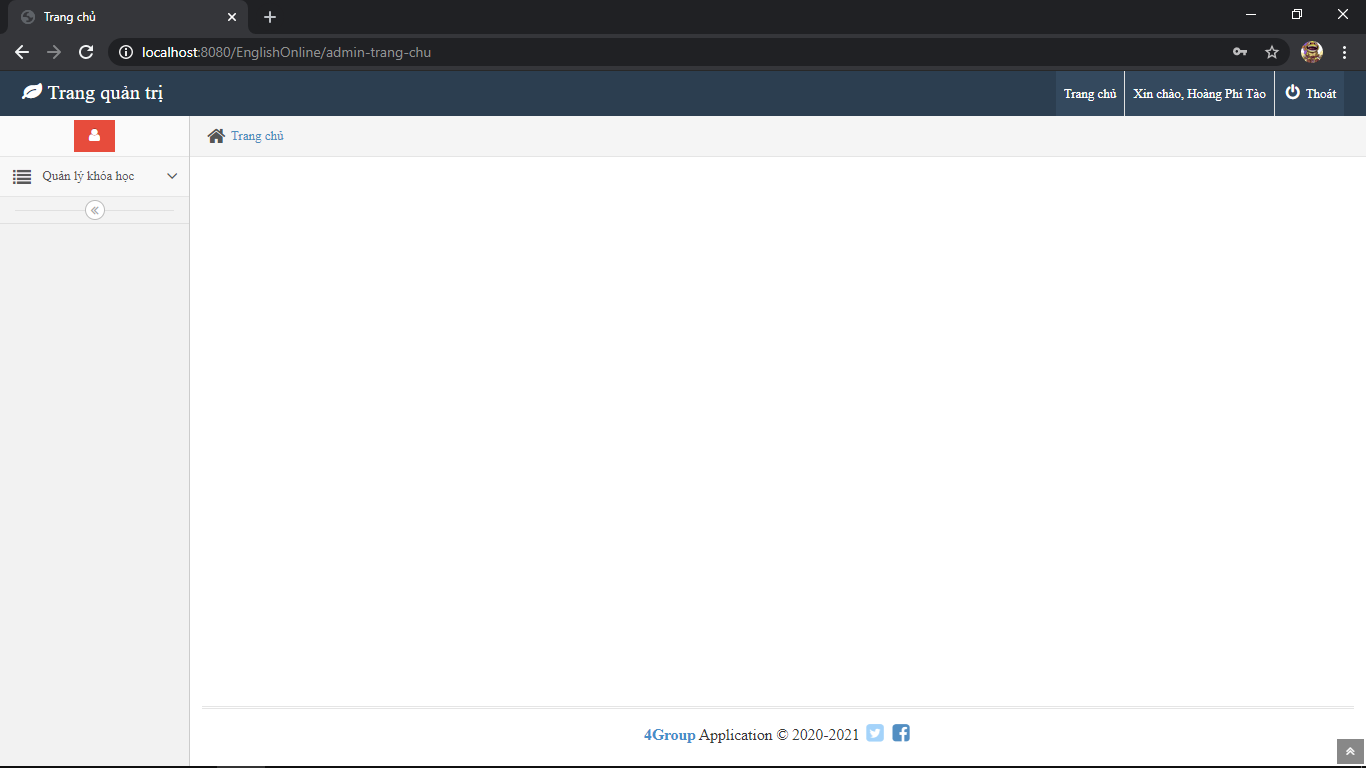 Trang chủ
localhost:8080/EnglishOnline/admin-trang-chu
Trang quản trị
Trang chủ
Xin chào, Hoàng Phi Tào
Thoát
Trang chủ
Quản lý khóa học
4Group Application © 2020-2021